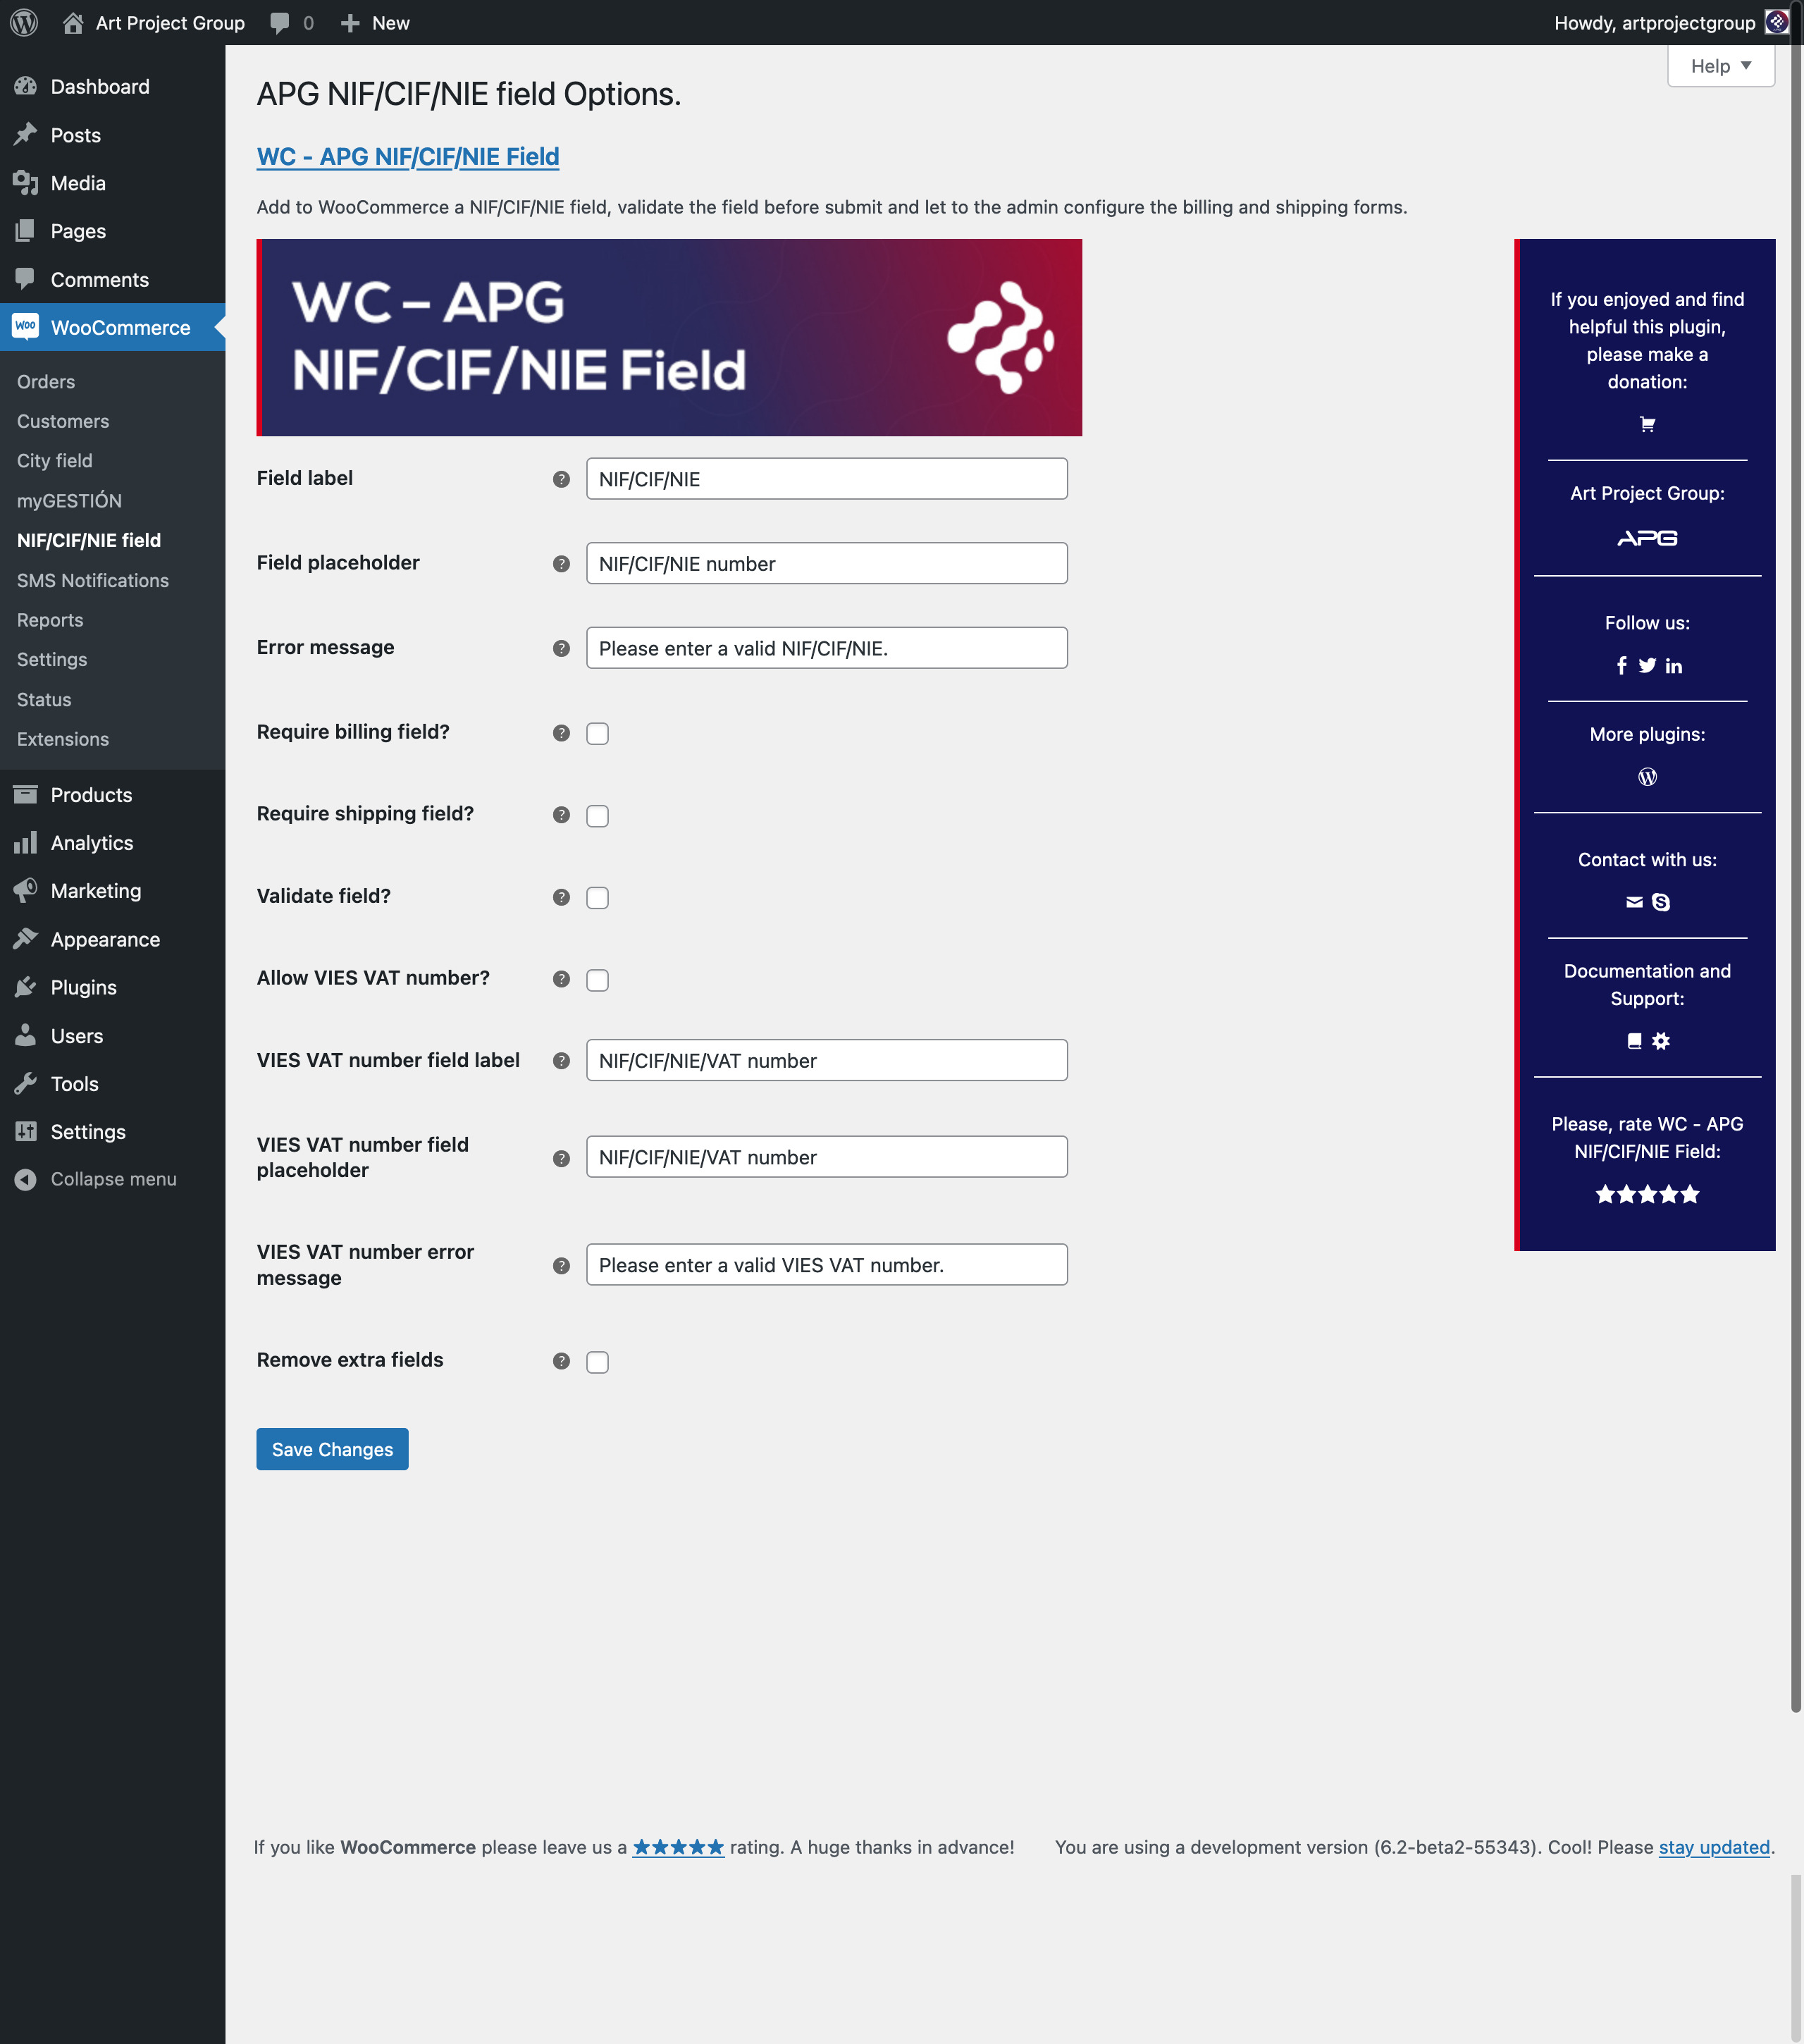 Art Project Group
0
New
Howdy, artprojectgroup
Help
Dashboard
Posts
Media
Pages
Comments
Woo
WooCommerce
Orders
Customers
City field
myGESTIÓN
NIF/CIF/NIE field
SMS Notifications
Reports
Settings
Status
Extensions
Products
Analytics
Marketing
Appearance
Plugins
Users
Tools
Settings
Collapse menu
APG NIF/CIF/NIE field Options.
WC - APG NIF/CIF/NIE Field
Add to WooCommerce a NIF/CIF/NIE field, validate the field before submit and let to the admin configure the billing and shipping forms.
WC – APG
NIF/CIF/NIE Field
Field label
NIF/CIF/NIE
Field placeholder
NIF/CIF/NIE number
Error message
Please enter a valid NIF/CIF/NIE.
Require billing field?
Require shipping field?
Validate field?
Allow VIES VAT number?
VIES VAT number field label
NIF/CIF/NIE/VAT number
VIES VAT number field
placeholder
NIF/CIF/NIE/VAT number
VIES VAT number error
message
Please enter a valid VIES VAT number.
Remove extra fields
Save Changes
If you enjoyed and find
helpful this plugin,
please make a
donation:
Art Project Group:
APG
Follow us:
More plugins:
Contact with us:
Documentation and
Support:
Please, rate WC - APG
NIF/CIF/NIE Field:
If you like WooCommerce please leave us a ★★★★★ rating. A huge thanks in advance!
You are using a development version (6.2-beta2-55343). Cool! Please stay updated.